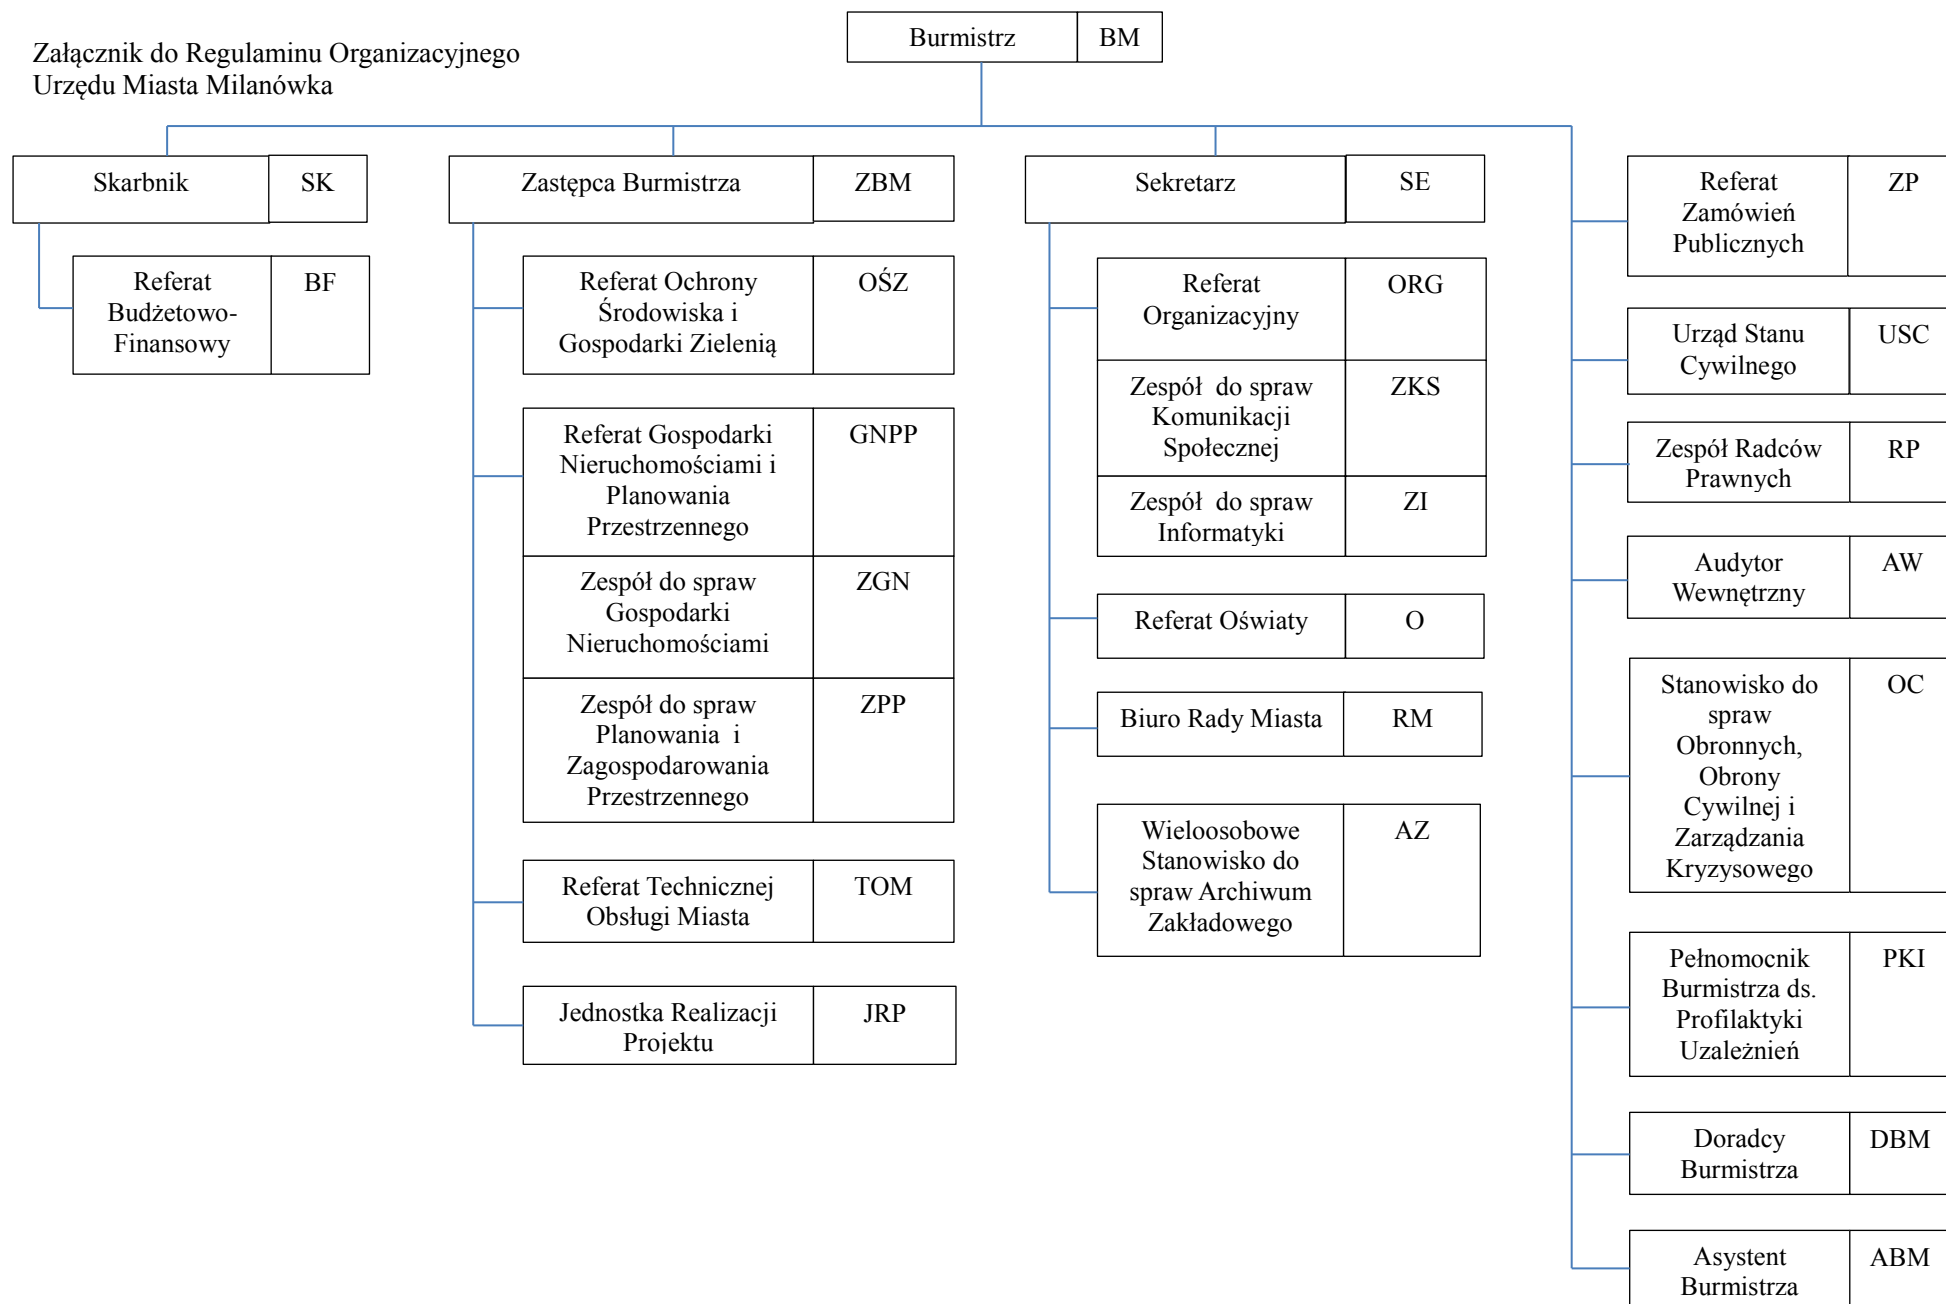 Załącznik do Regulaminu Organizacyjnego
Urzędu Miasta Milanówka
Burmistrz BM
Skarbnik SK
Referat BF
Budżetowo-
Finansowy
Zastępca Burmistrza ZBM
Referat Ochrony OŚZ
Środowiska i
Gospodarki Zielenią
Referat Gospodarki GNPP
Nieruchomościami i
Planowania
Przestrzennego
Zespół do spraw ZGN
Gospodarki
Nieruchomościami
Zespół do spraw ZPP
Planowania i
Zagospodarowania
Przestrzennego
Referat Technicznej TOM
Obsługi Miasta
Jednostka Realizacji JRP
Projektu
Sekretarz SE
Referat ORG
Organizacyjny
Zespół do spraw ZKS
Komunikacji
Społecznej
Zespół do spraw ZI
Informatyki
Referat Oświaty O
Biuro Rady Miasta RM
Wieloosobowe AZ
Stanowisko do
spraw Archiwum
Zakładowego
Referat ZP
Zamówień
Publicznych
Urząd Stanu USC
Cywilnego
Zespół Radców RP
Prawnych
Audytor AW
Wewnętrzny
Stanowisko do OC
spraw
Obronnych,
Obrony
Cywilnej i
Zarządzania
Kryzysowego
Pełnomocnik PKI
Burmistrza ds.
Profilaktyki
Uzależnień
Doradcy DBM
Burmistrza
Asystent ABM
Burmistrza